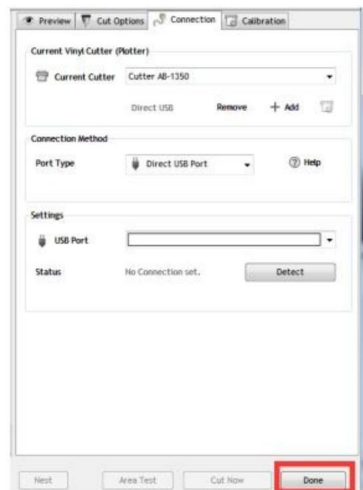 Preview Cut Options Connection Calibration
Current Vinyl Cutter (Plotter)
Current Cutter Cutter AB-1350
Direct USB Remove + Add
Connection Method
Port Type Direct USB Port ? Help
Settings
USB Port
Status No Connection set. Detect
Nest Area Test Cut Now Done